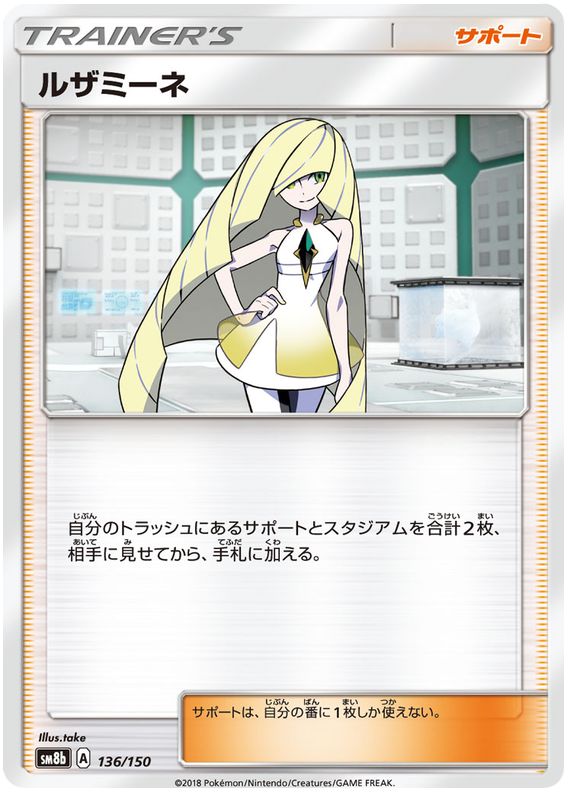 TRAINER'S サポート
ルザミーネ
自分のトラッシュにあるサポートとスタジアムを合計2枚、
相手に見せてから、手札に加える。
サポートは、自分の番に1枚しか使えない。
Illus.take
SM8b A 136/150
©2018 Pokémon/Nintendo/Creatures/GAME FREAK.